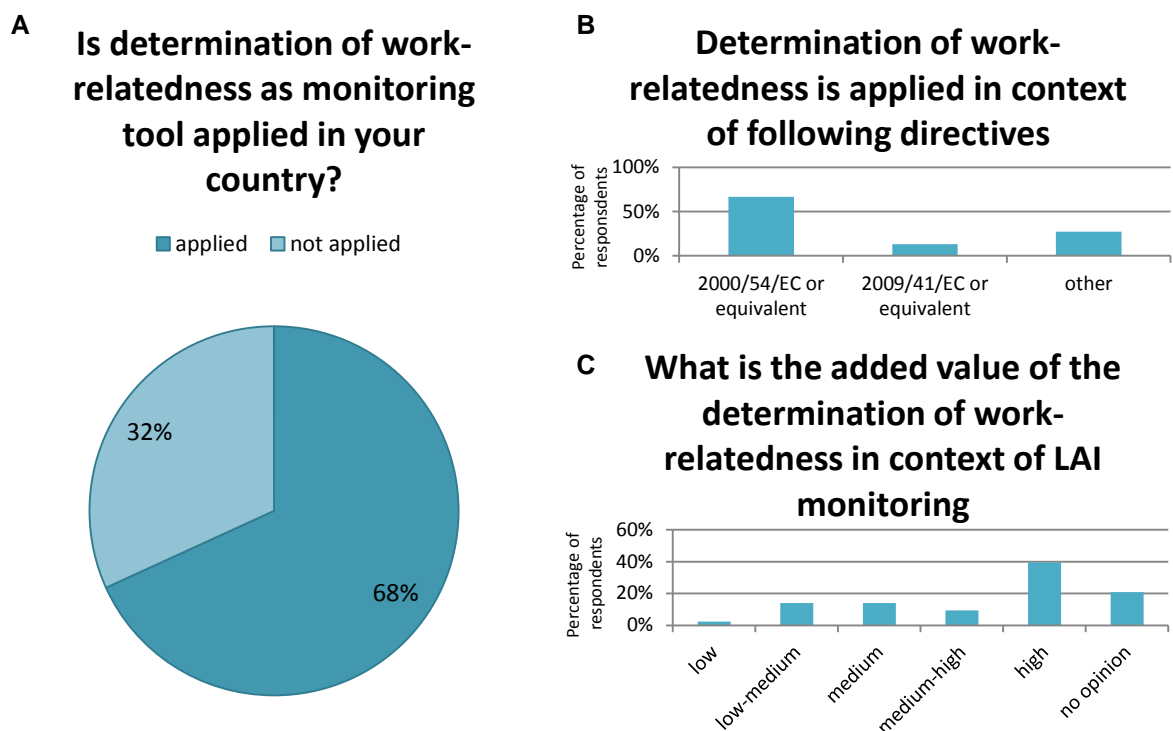 A
Is determination of work-
relatedness as monitoring
tool applied in your
country?
applied
not applied
32%
68%
B
Determination of work-
relatedness is applied in context
of following directives
Percentage of
responsdents
100%
50%
0%
2000/54/EC or
equivalent
2009/41/EC or
equivalent
other
C
What is the added value of the
determination of work-
relatedness in context of LAI
monitoring
Percentage of
respondents
60%
40%
20%
0%
low
low-medium
medium
medium-high
high
no opinion